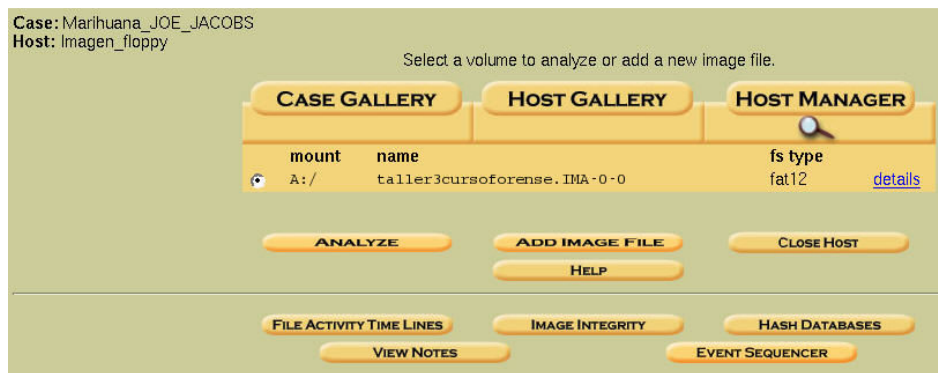 Case: Marihuana_JOE_JACOBS
Host: Imagen_floppy
Select a volume to analyze or add a new image file.
CASE GALLERY HOST GALLERY HOST MANAGER
mount name fs type
A:/ taller3cursoforense.IMA-0-0 fat12 details
ANALYZE ADD IMAGE FILE CLOSE HOST
HELP
FILE ACTIVITY TIME LINES IMAGE INTEGRITY HASH DATABASES
VIEW NOTES EVENT SEQUENCER